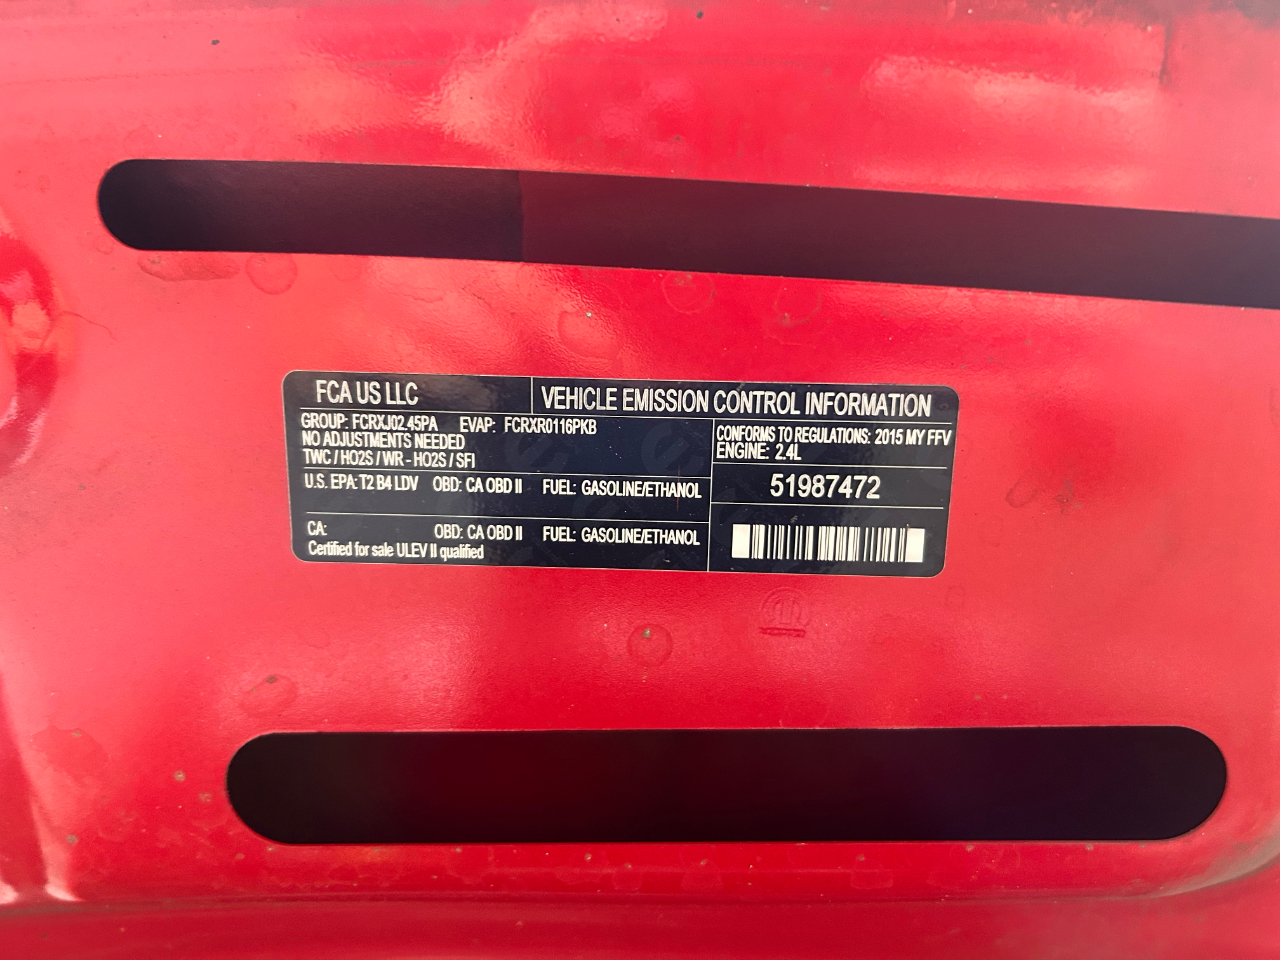 FCA US LLC
VEHICLE EMISSION CONTROL INFORMATION
GROUP: FCRXJ02.45PA EVAP: FCRXR0116PKB
NO ADJUSTMENTS NEEDED
TWC / HO2S / WR - HO2S / SFI
CONFORMS TO REGULATIONS: 2015 MY FFV
ENGINE: 2.4L
U.S. EPA: T2 B4 LDV OBD: CA OBD II FUEL: GASOLINE/ETHANOL
51987472
CA: OBD: CA OBD II FUEL: GASOLINE/ETHANOL
Certified for sale ULEV II qualified